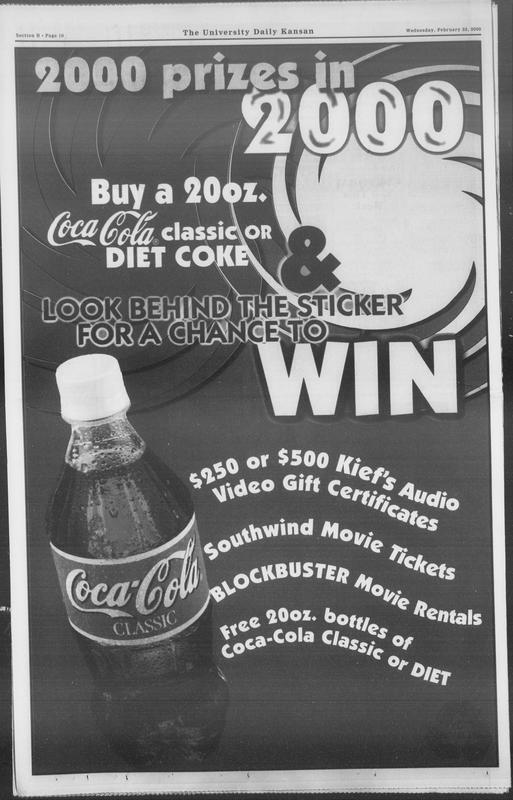 Section B • Page 10
The University Daily Kansan
Wednesday, February 23, 2000
2000 prizes in
2000
Buy a 20oz.
Coca-Cola classic OR
DIET COKE
&
LOOK BEHIND THE STICKER
FOR A CHANCE TO
WIN
$250 or $500 Kief's Audio
Video Gift Certificates
Southwind Movie Tickets
BLOCKBUSTER Movie Rentals
Free 20oz. bottles of
Coca-Cola Classic or DIET
Coca-Cola
CLASSIC